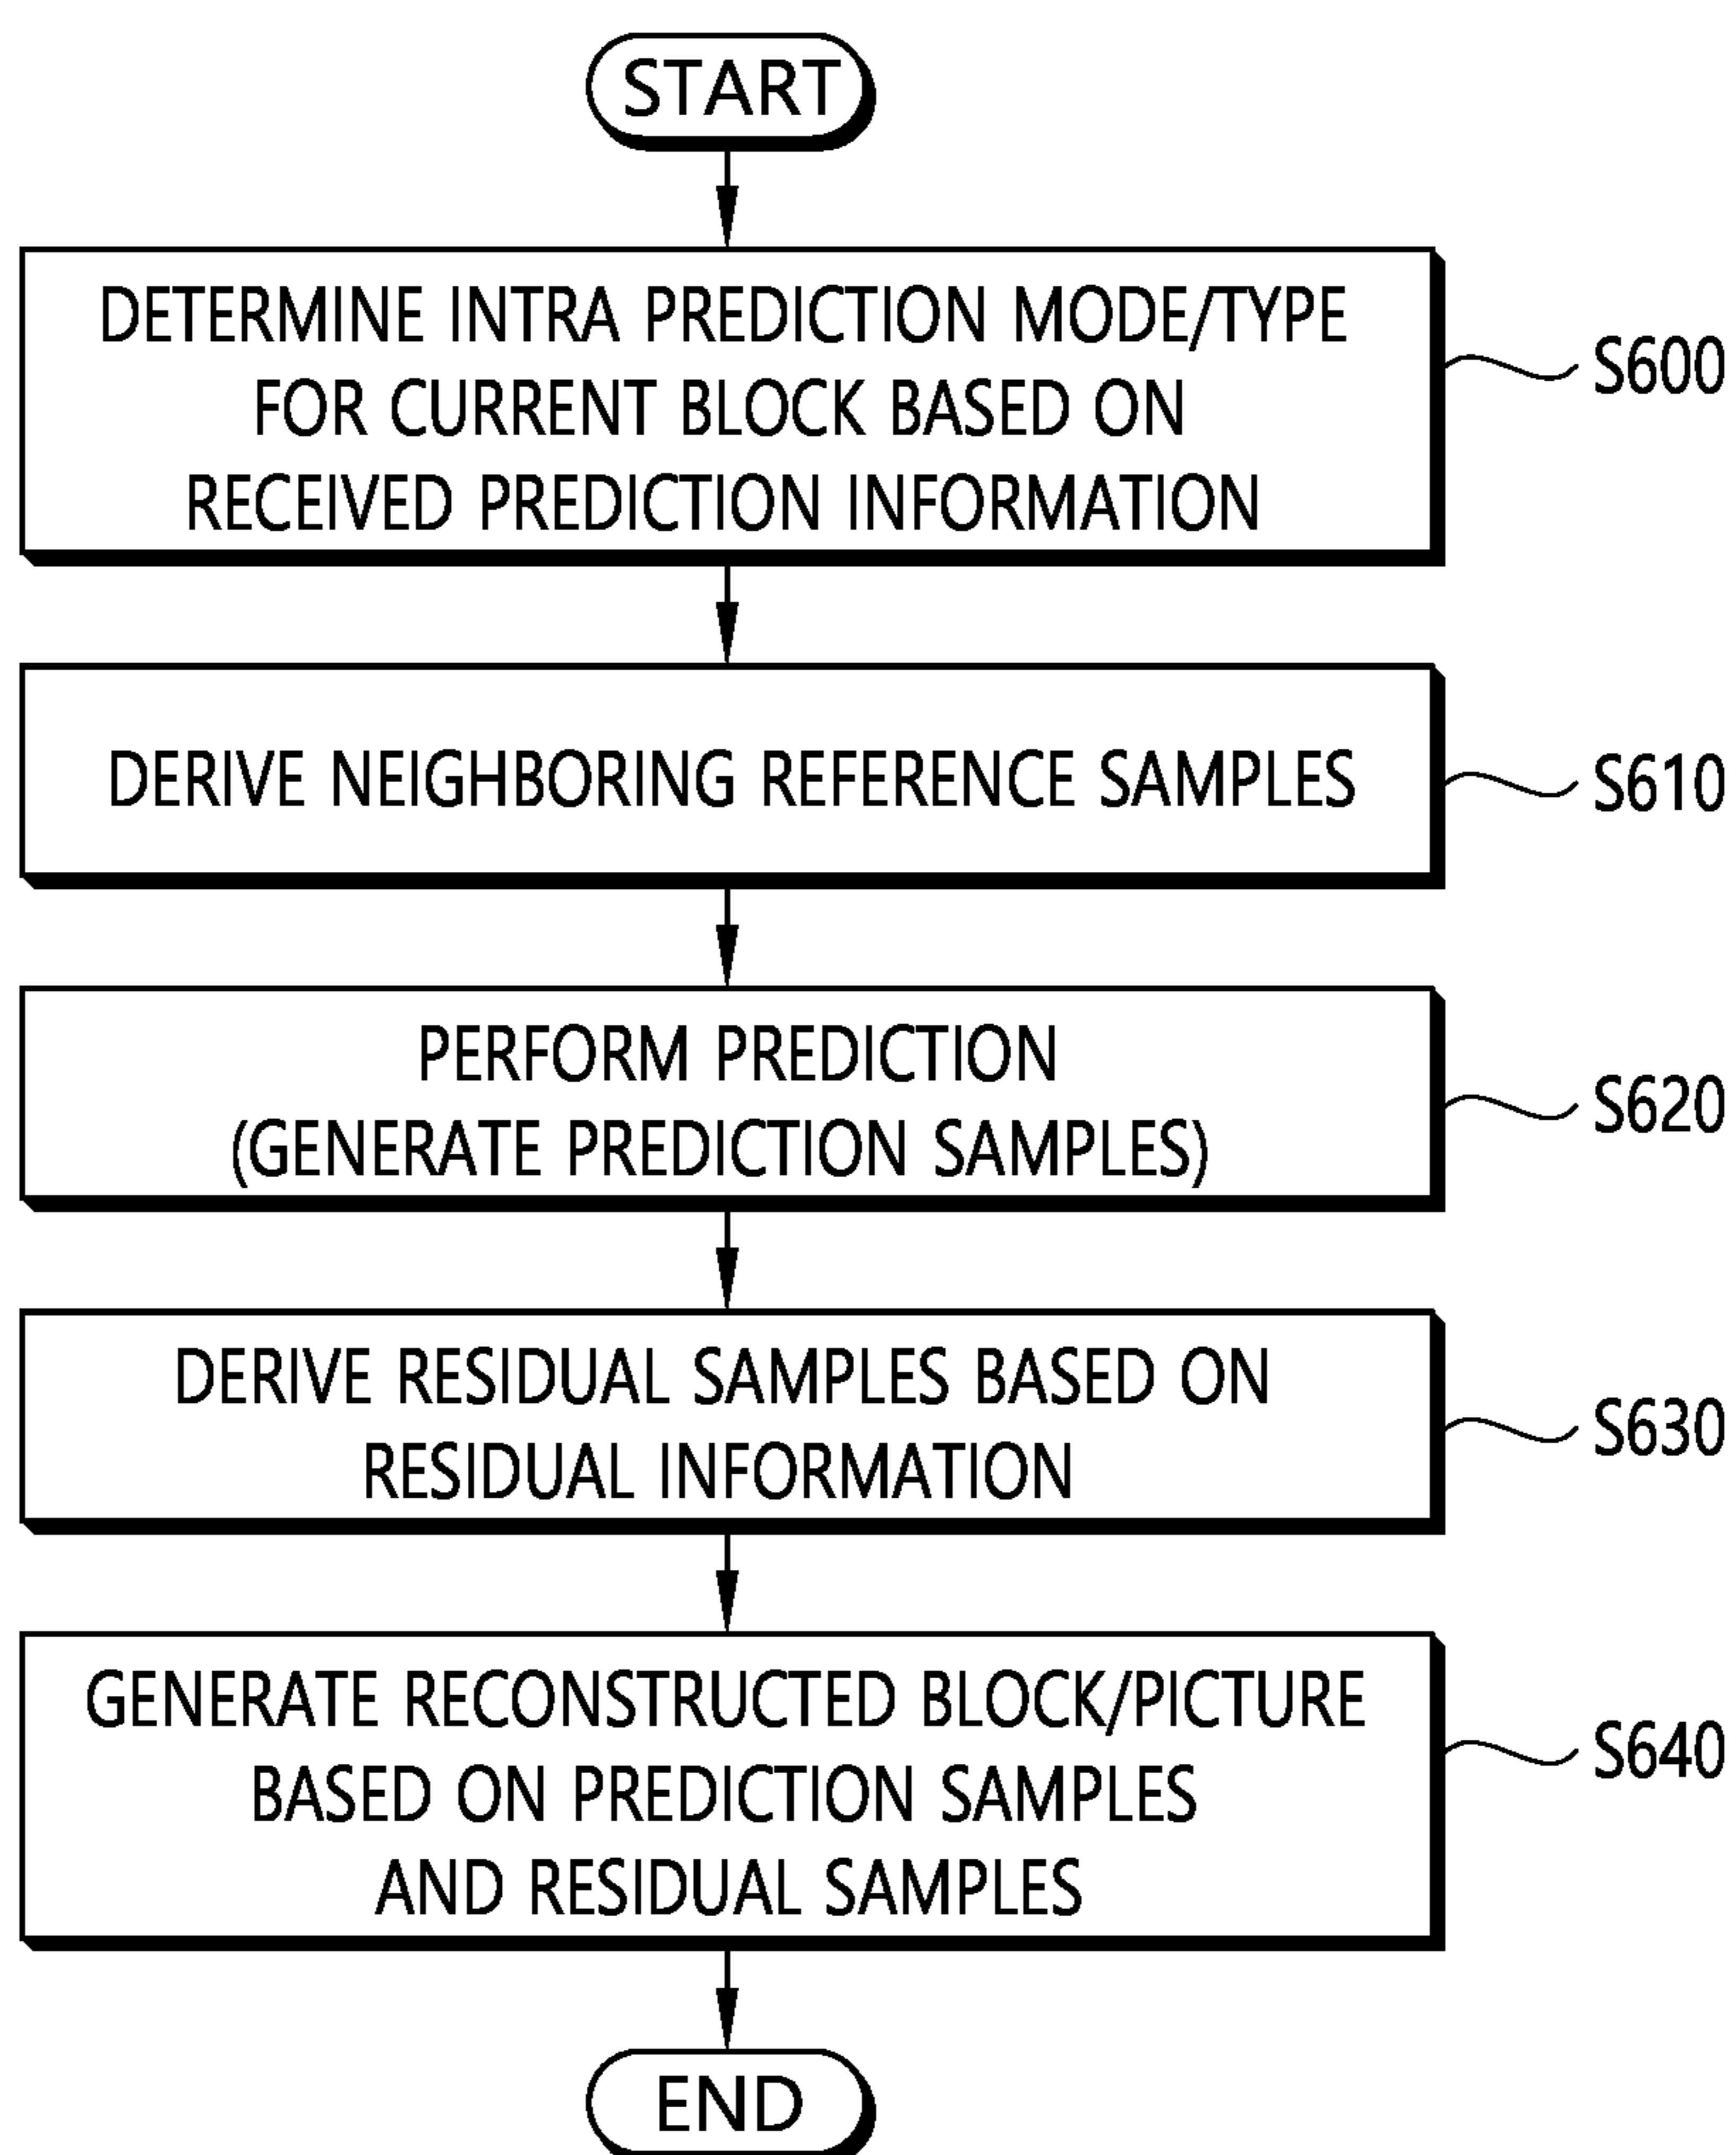 START
DETERMINE INTRA PREDICTION MODE/TYPE
FOR CURRENT BLOCK BASED ON
RECEIVED PREDICTION INFORMATION
S600
DERIVE NEIGHBORING REFERENCE SAMPLES
S610
PERFORM PREDICTION
(GENERATE PREDICTION SAMPLES)
S620
DERIVE RESIDUAL SAMPLES BASED ON
RESIDUAL INFORMATION
S630
GENERATE RECONSTRUCTED BLOCK/PICTURE
BASED ON PREDICTION SAMPLES
AND RESIDUAL SAMPLES
S640
END